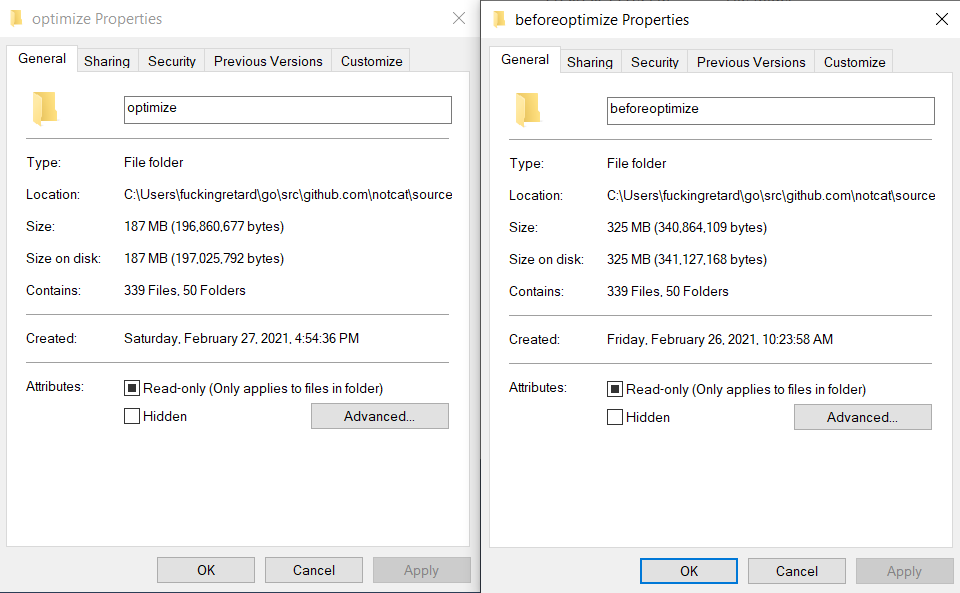 optimize Properties
General Sharing Security Previous Versions Customize
optimize
Type: File folder
Location: C:\Users\fuckingretard\go\src\github.com\notcat\source
Size: 187 MB (196,860,677 bytes)
Size on disk: 187 MB (197,025,792 bytes)
Contains: 339 Files, 50 Folders
Created: Saturday, February 27, 2021, 4:54:36 PM
Attributes: Read-only (Only applies to files in folder)
Hidden Advanced...
OK Cancel Apply
beforeoptimize Properties
General Sharing Security Previous Versions Customize
beforeoptimize
Type: File folder
Location: C:\Users\fuckingretard\go\src\github.com\notcat\source
Size: 325 MB (340,864,109 bytes)
Size on disk: 325 MB (341,127,168 bytes)
Contains: 339 Files, 50 Folders
Created: Friday, February 26, 2021, 10:23:58 AM
Attributes: Read-only (Only applies to files in folder)
Hidden Advanced...
OK Cancel Apply